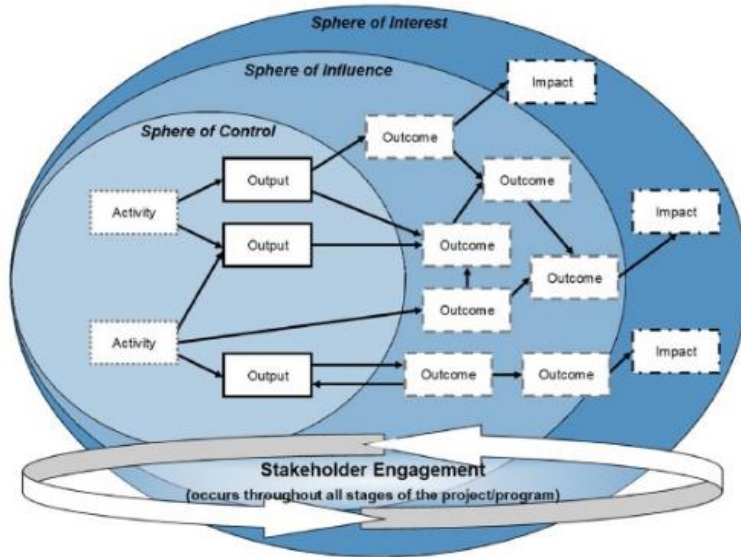 Sphere of Interest
Sphere of Influence
Impact
Sphere of Control
Outcome
Output
Outcome
Activity
Impact
Output
Outcome
Outcome
Outcome
Activity
Impact
Output
Outcome
Outcome
Stakeholder Engagement
(occurs throughout all stages of the project/program)